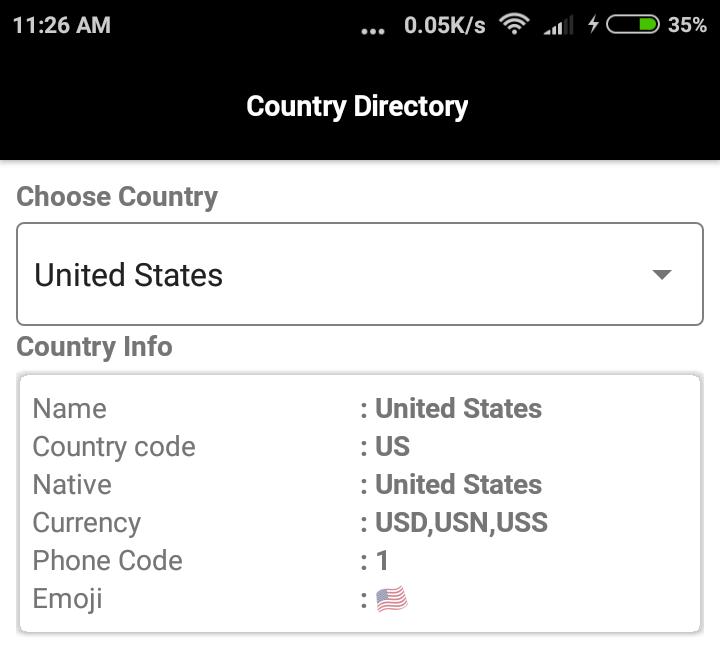 11:26 AM ... 0.05K/s 35%
Country Directory
Choose Country
United States
Country Info
Name : United States
Country code : US
Native : United States
Currency : USD,USN,USS
Phone Code : 1
Emoji : 🇺🇸